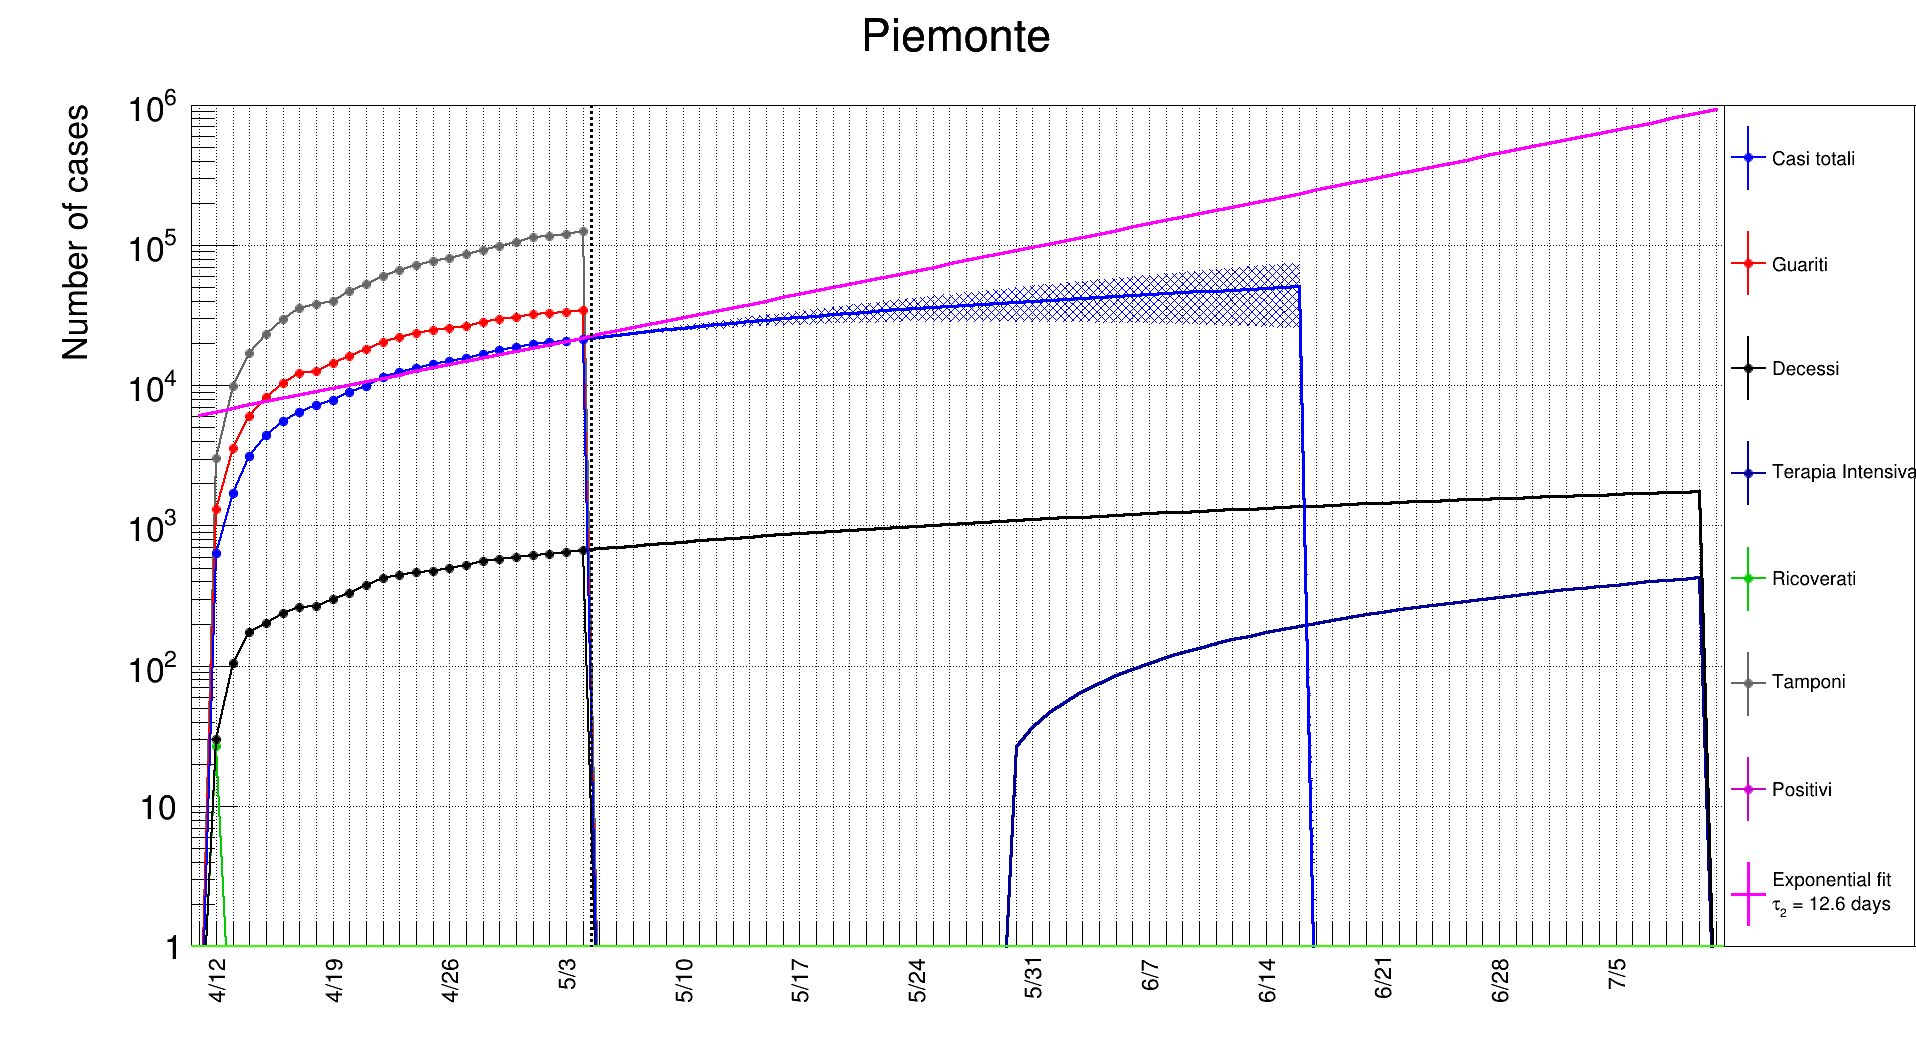 Piemonte
Number of cases
10^6
10^5
10^4
10^3
10^2
10
1
4/12
4/19
4/26
5/3
5/10
5/17
5/24
5/31
6/7
6/14
6/21
6/28
7/5
Casi totali
Guariti
Decessi
Terapia Intensiva
Ricoverati
Tamponi
Positivi
Exponential fit
τ₂ = 12.6 days